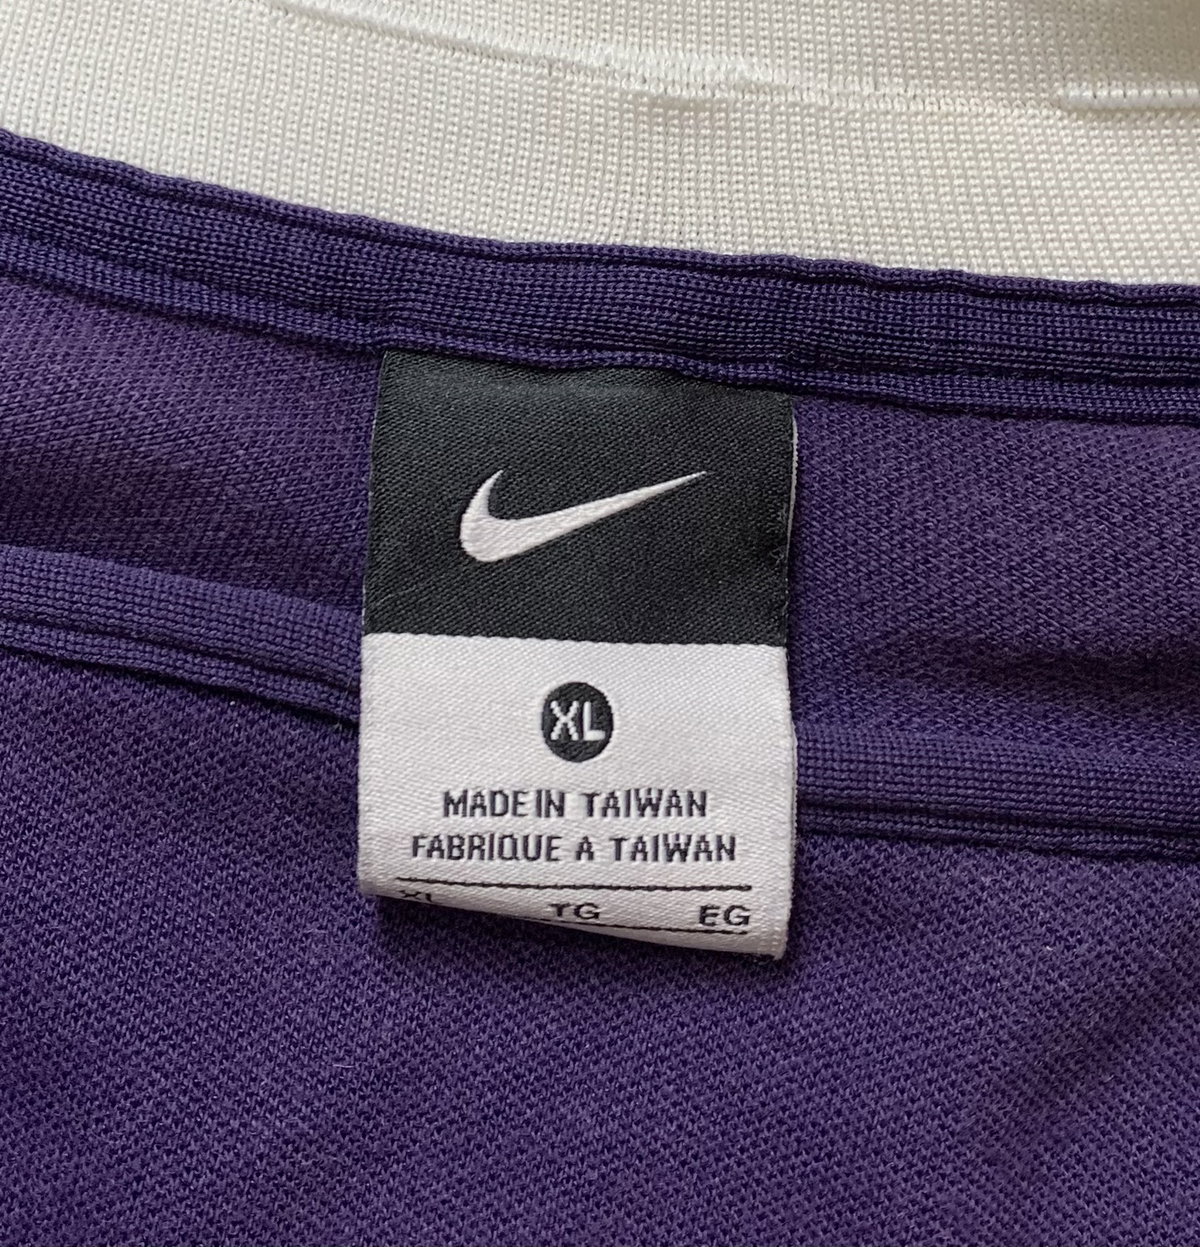 XL
MADE IN TAIWAN
FABRIQUE A TAIWAN
XL TG EG